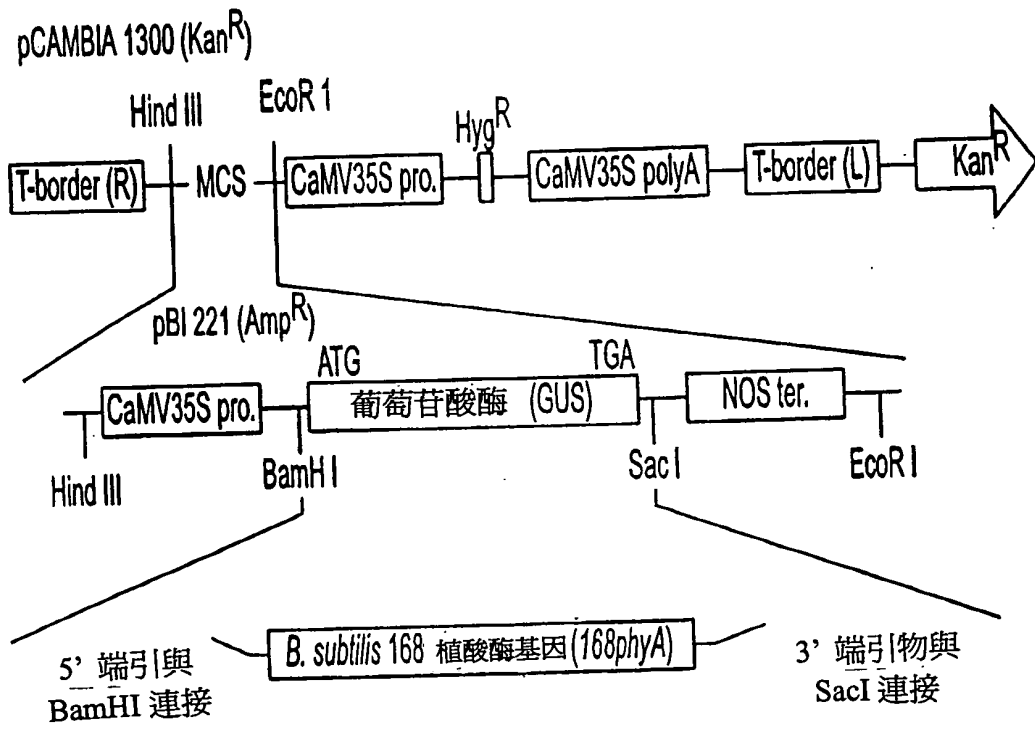 pCAMBIA 1300 (KanR)
Hind III
EcoR 1
HygR
T-border (R)
MCS
CaMV35S pro.
CaMV35S polyA
T-border (L)
KanR
pBI 221 (AmpR)
ATG
TGA
CaMV35S pro.
葡萄苷酸酶 (GUS)
NOS ter.
Hind III
BamH I
Sac I
EcoR I
B. subtilis 168 植酸酶基因 (168phyA)
5’ 端引與
BamHI 連接
3’ 端引物與
SacI 連接